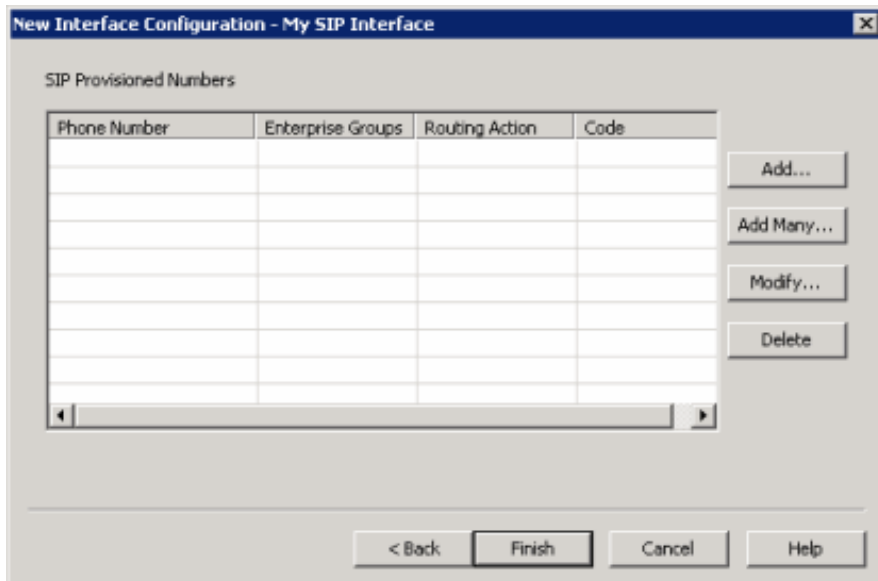 New Interface Configuration - My SIP Interface
SIP Provisioned Numbers
Phone Number Enterprise Groups Routing Action Code
Add...
Add Many...
Modify...
Delete
< Back Finish Cancel Help